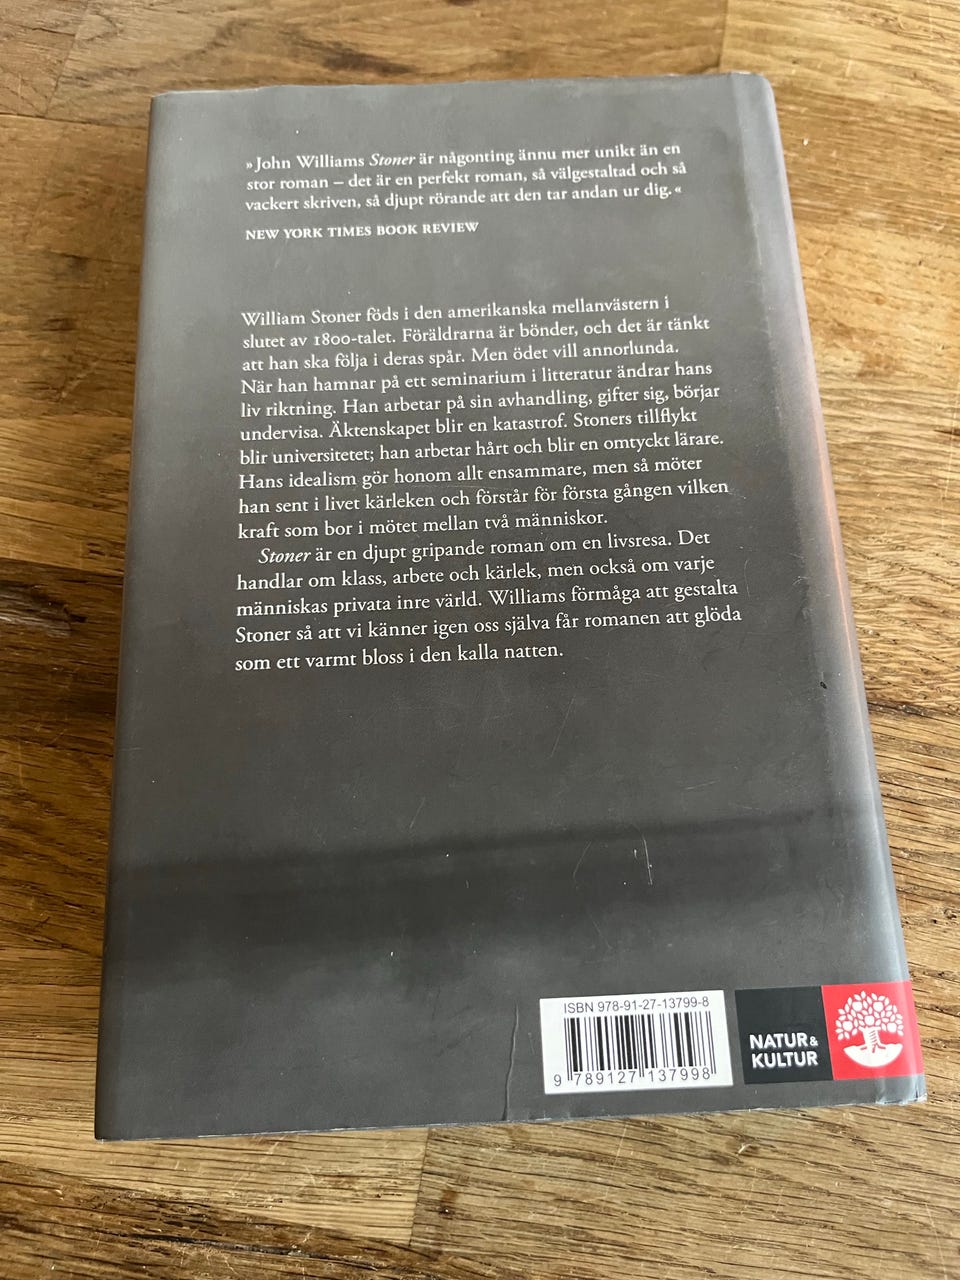 »John Williams Stoner är någonting ännu mer unikt än en
stor roman – det är en perfekt roman, så välgestaltad och så
vackert skriven, så djupt rörande att den tar andan ur dig.«
NEW YORK TIMES BOOK REVIEW
William Stoner föds i den amerikanska mellanvästern i
slutet av 1800-talet. Föräldrarna är bönder, och det är tänkt
att han ska följa i deras spår. Men ödet vill annorlunda.
När han hamnar på ett seminarium i litteratur ändrar hans
liv riktning. Han arbetar på sin avhandling, gifter sig, börjar
undervisa. Äktenskapet blir en katastrof. Stoners tillflykt
blir universitetet; han arbetar hårt och blir en omtyckt lärare.
Hans idealism gör honom allt ensammare, men så möter
han sent i livet kärleken och förstår för första gången vilken
kraft som bor i mötet mellan två människor.
Stoner är en djupt gripande roman om en livsresa. Det
handlar om klass, arbete och kärlek, men också om varje
människas privata inre värld. Williams förmåga att gestalta
Stoner så att vi känner igen oss själva får romanen att glöda
som ett varmt bloss i den kalla natten.
ISBN 978-91-27-13799-8
9 789127 137998
NATUR &
KULTUR